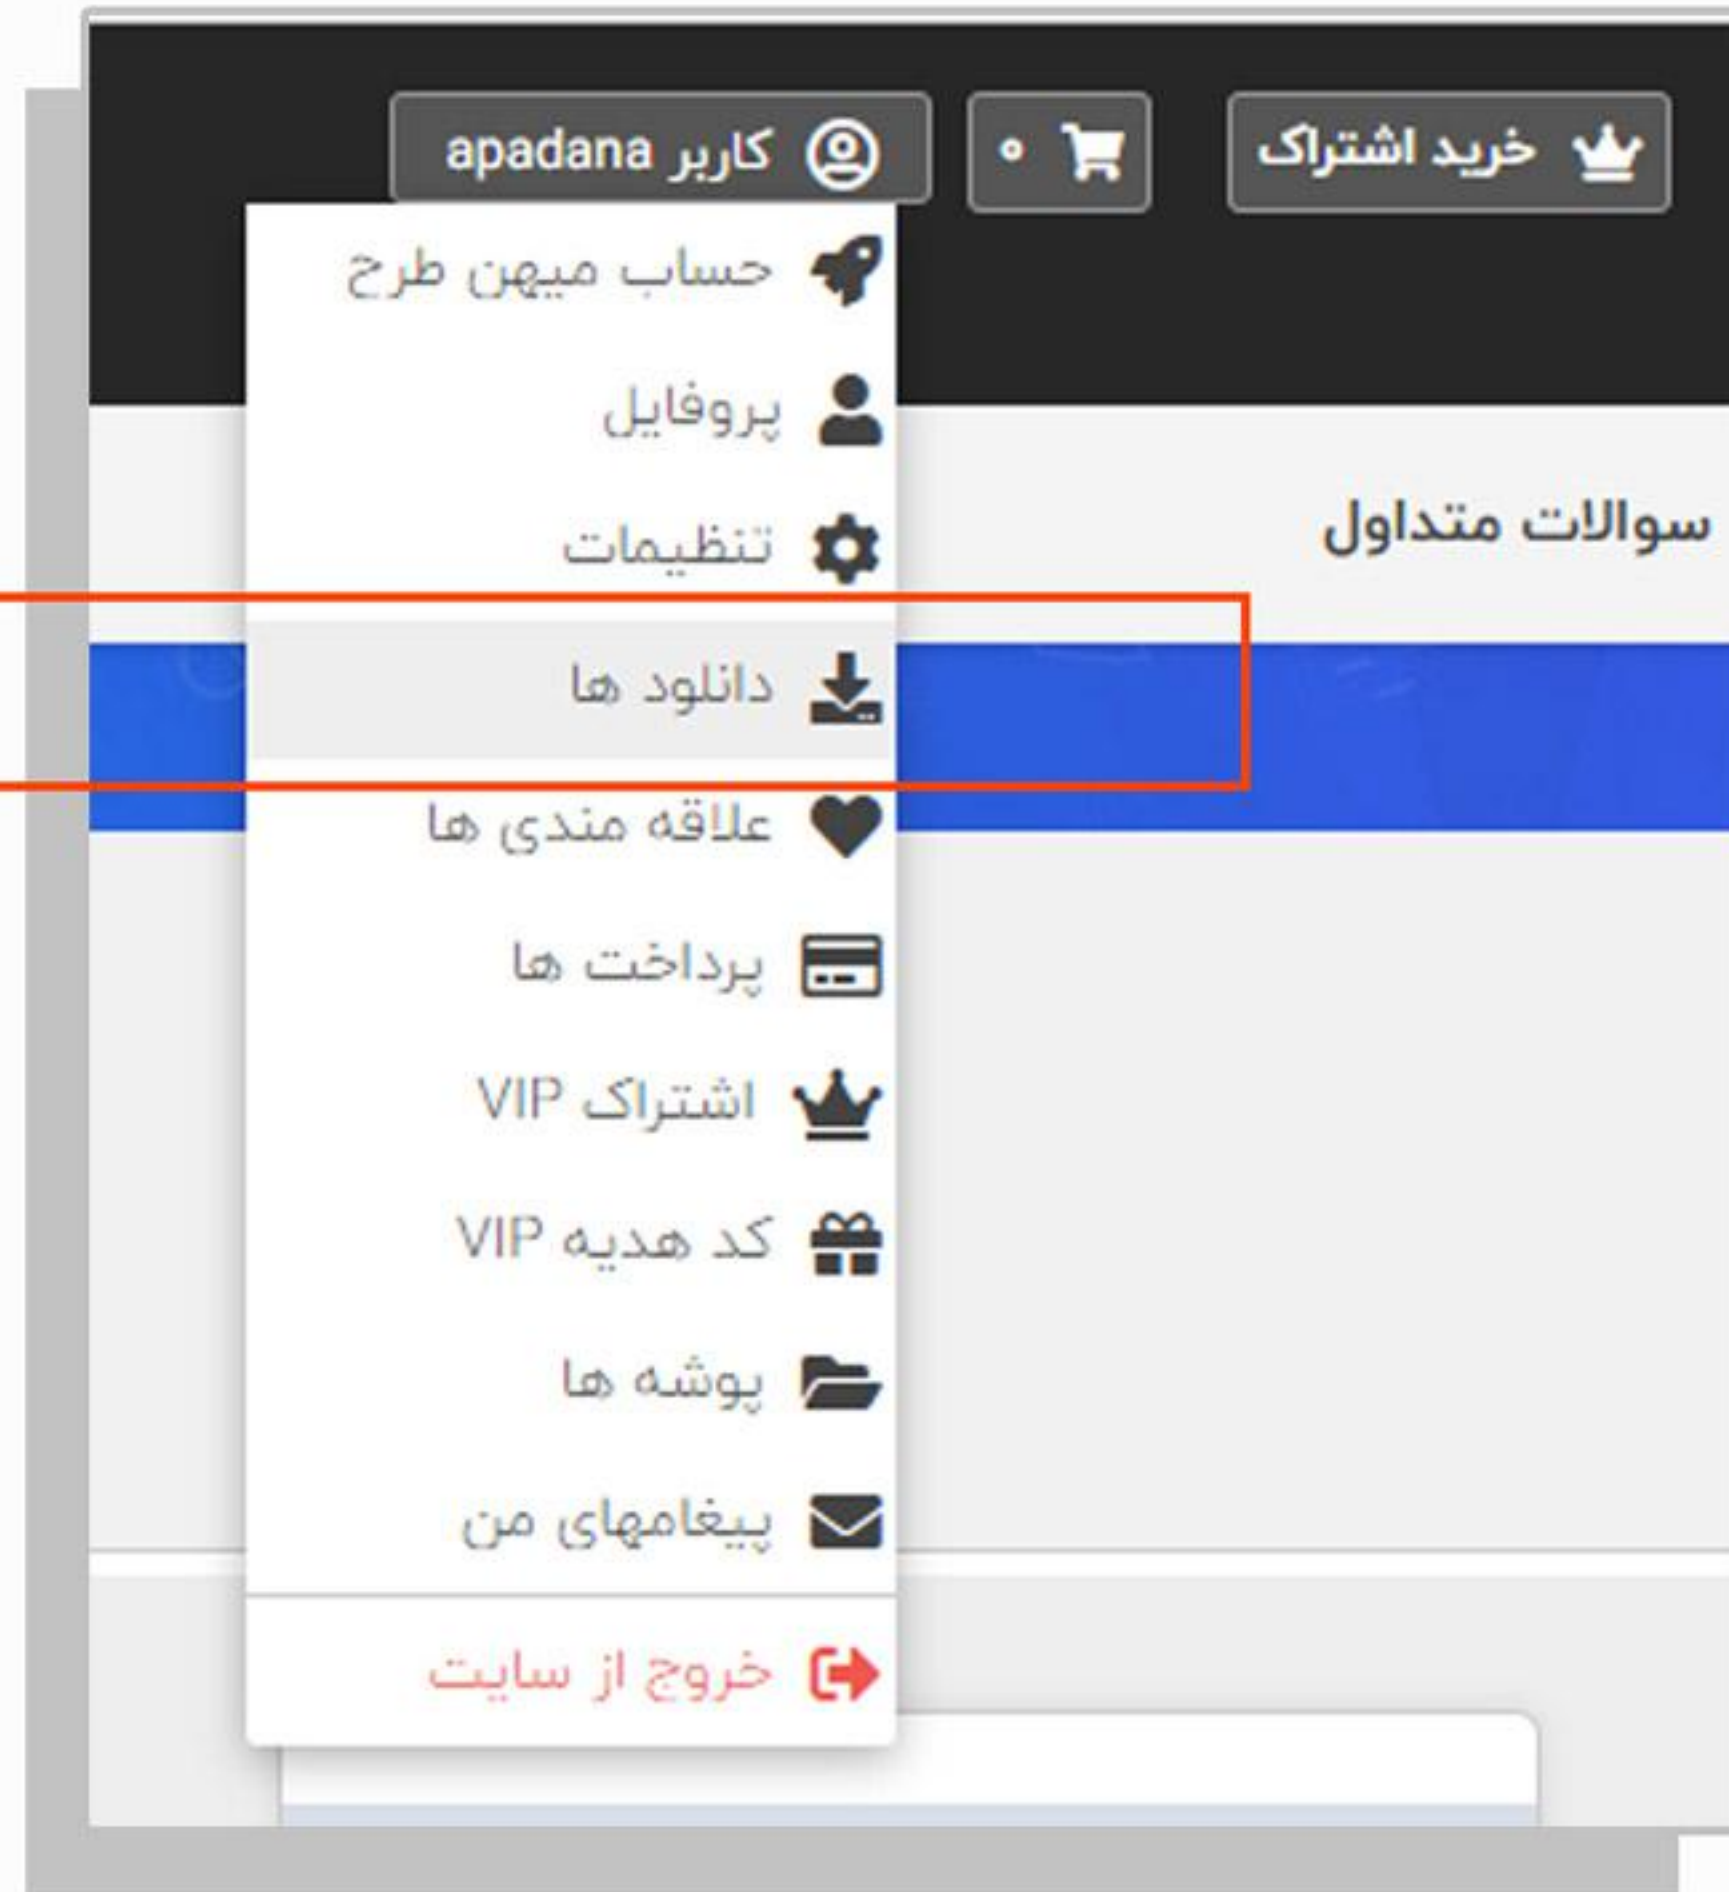 خرید اشتراک
۰
کاربر apadana
حساب میهن طرح
پروفایل
تنظیمات
سوالات متداول
دانلود ها
علاقه مندی ها
پرداخت ها
اشتراک VIP
کد هدیه VIP
پوشه ها
پیغامهای من
خروج از سایت